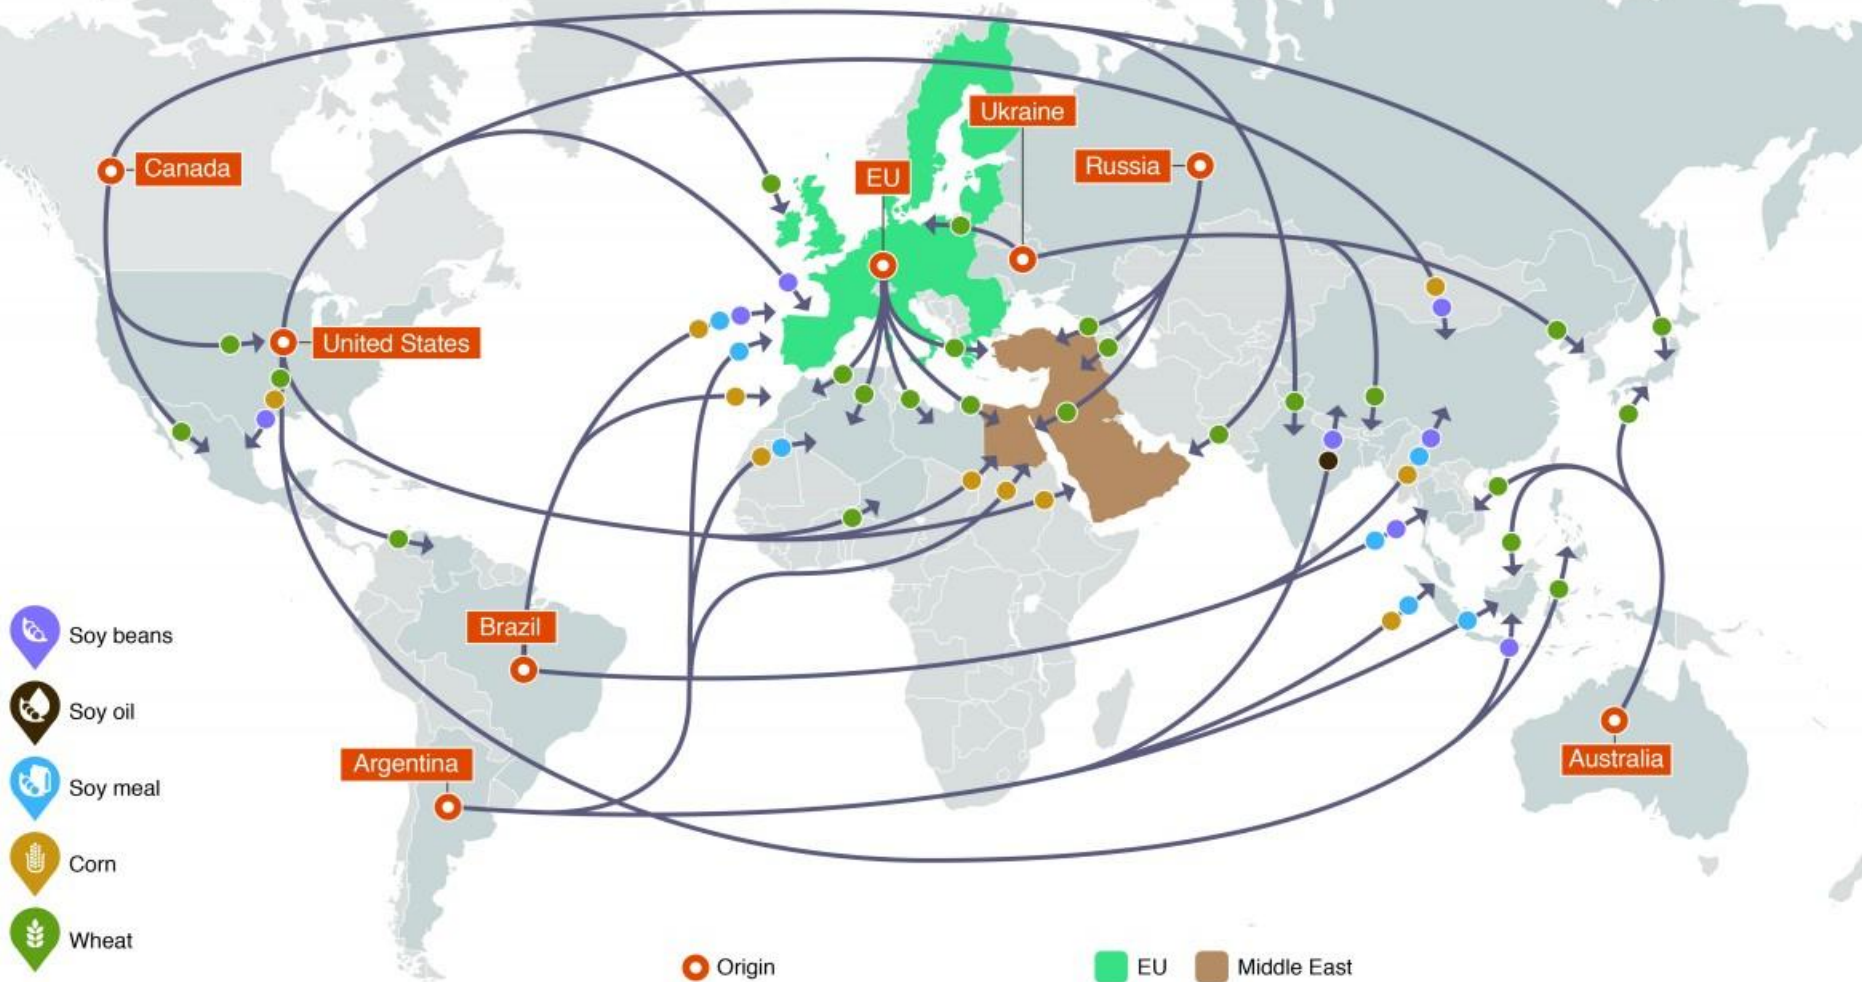 Ukraine
EU
Russia
Canada
United States
Brazil
Argentina
Australia
Soy beans
Soy oil
Soy meal
Corn
Wheat
Origin
EU
Middle East